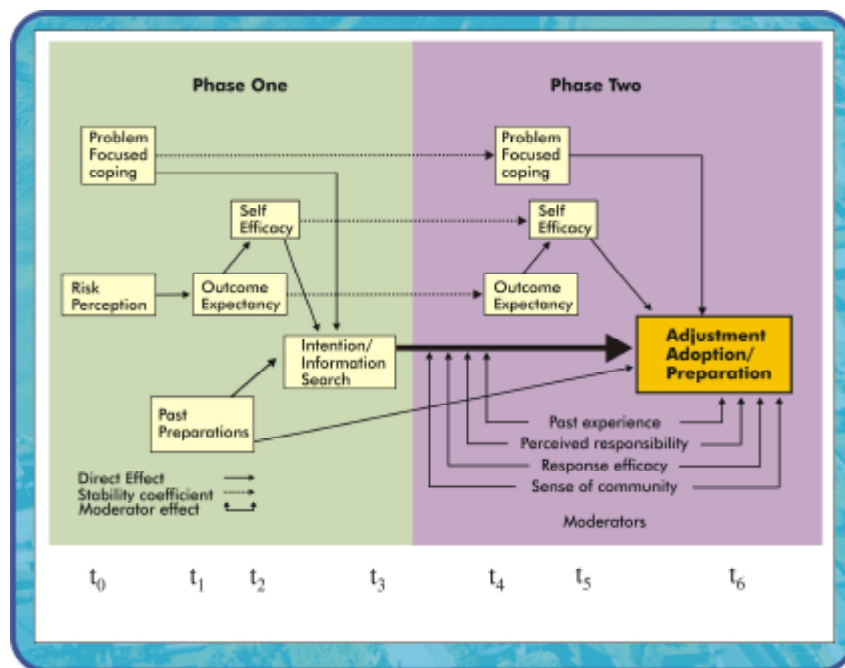 Phase One
Phase Two
Problem
Focused
coping
Problem
Focused
coping
Self
Efficacy
Self
Efficacy
Risk
Perception
Outcome
Expectancy
Outcome
Expectancy
Intention/
Information
Search
Adjustment
Adoption/
Preparation
Past
Preparations
Past experience
Perceived responsibility
Response efficacy
Sense of community
Direct Effect
Stability coefficient
Moderator effect
Moderators
t0 t1 t2 t3 t4 t5 t6